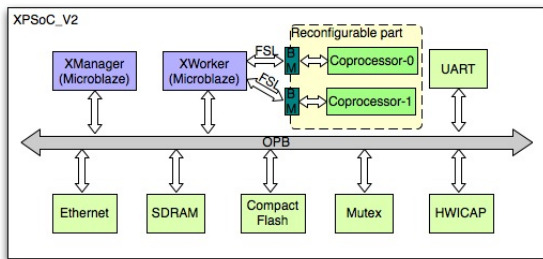 XPSoC_V2
Reconfigurable part
XManager
(Microblaze)
XWorker
(Microblaze)
FSL
FSL
B
M
Coprocessor-0
B
M
Coprocessor-1
UART
OPB
Ethernet
SDRAM
Compact
Flash
Mutex
HWICAP